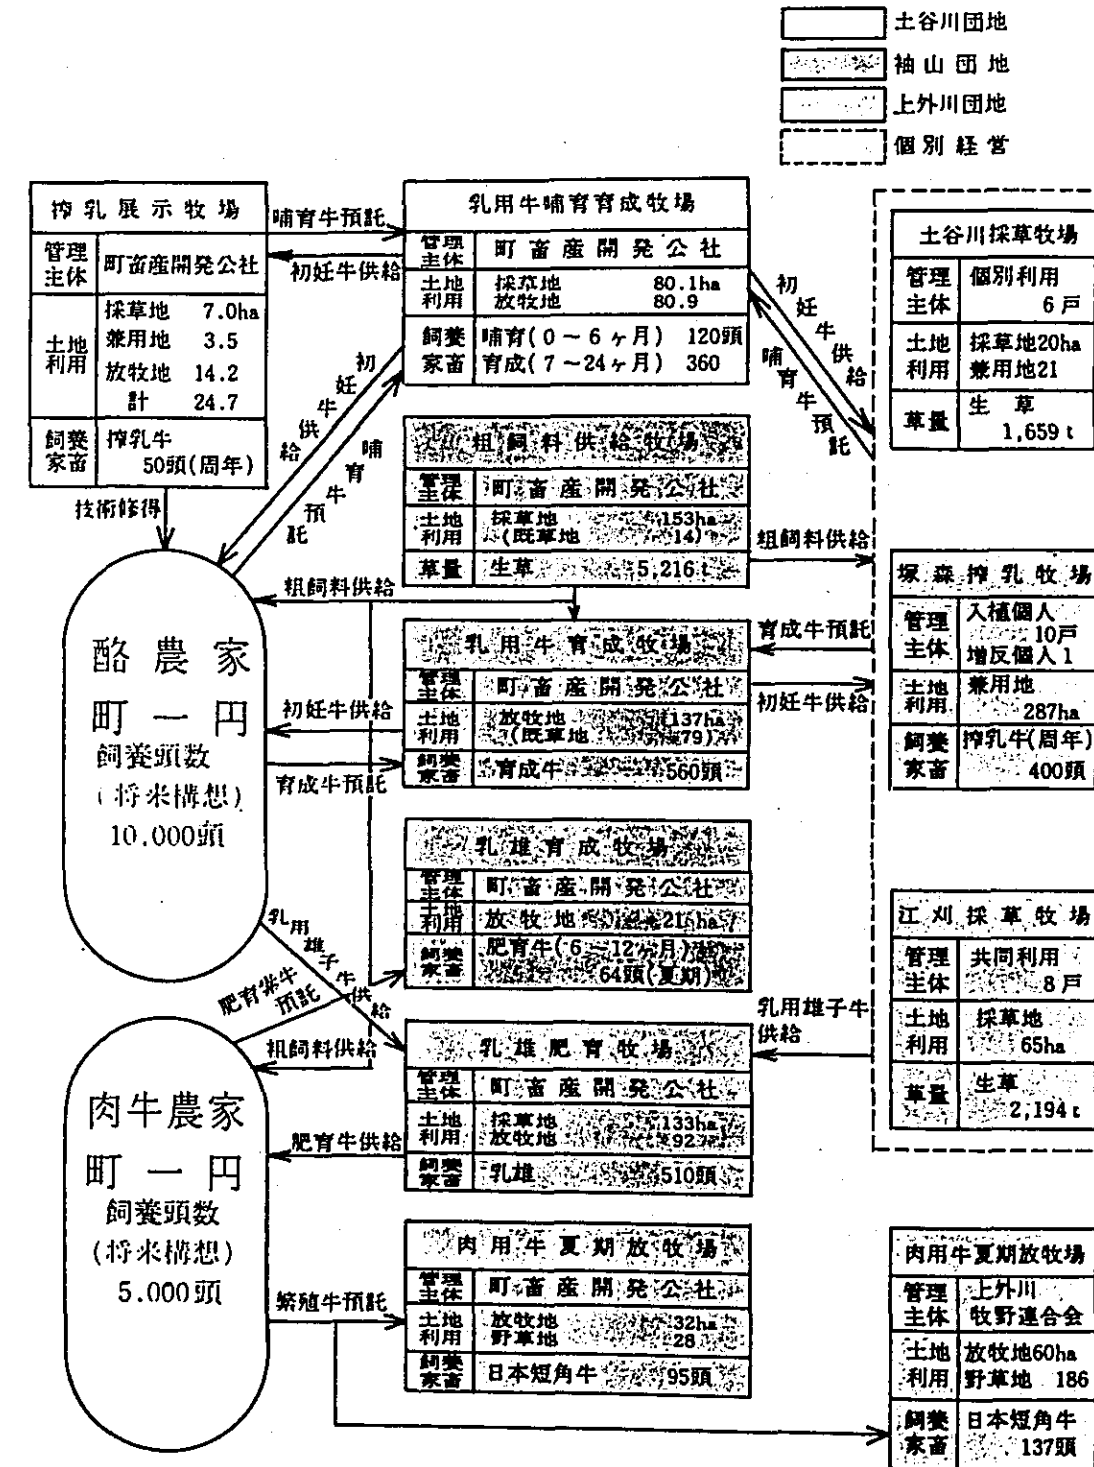 土谷川団地
袖山団地
上外川団地
個別経営
搾乳展示牧場
管理主体 町畜産開発公社
土地利用 採草地 7.0ha
兼用地 3.5
放牧地 14.2
計 24.7
飼養家畜 搾乳牛
50頭(周年)
哺育牛預託
初妊牛供給
乳用牛哺育育成牧場
管理主体 町畜産開発公社
土地利用 採草地 80.1ha
放牧地 80.9
飼養家畜 哺育(0~6ヶ月) 120頭
育成(7~24ヶ月) 360
初妊牛供給
哺育牛預託
初妊牛供給
哺育牛預託
土谷川採草牧場
管理主体 個別利用
6戸
土地利用 採草地20ha
兼用地21
草量 生草
1,659t
技術修得
粗飼料供給牧場
管理主体 町畜産開発公社
土地利用 採草地 153ha
(既草地 14)
草量 生草 5,216t
粗飼料供給
粗飼料供給
酪農家
町一円
飼養頭数
(将来構想)
10.000頭
乳用牛育成牧場
管理主体 町畜産開発公社
土地利用 放牧地 137ha
(既草地 79)
飼養家畜 育成牛 560頭
初妊牛供給
育成牛預託
育成牛預託
初妊牛供給
塚森搾乳牧場
管理主体 入植個人
10戸
増反個人1
土地利用 兼用地
287ha
飼養家畜 搾乳牛(周年)
400頭
乳雄育成牧場
管理主体 町畜産開発公社
土地利用 放牧地 21ha
飼養家畜 肥育牛(6~12ヶ月)
64頭(夏期)
乳用雄子牛供給
肥育素牛
預託
粗飼料供給
江刈採草牧場
管理主体 共同利用
8戸
土地利用 採草地
65ha
草量 生草
2,194t
乳用雄子牛
供給
乳雄肥育牧場
管理主体 町畜産開発公社
土地利用 採草地 133ha
放牧地 92
飼養家畜 乳雄 510頭
肥育牛供給
肉牛農家
町一円
飼養頭数
(将来構想)
5.000頭
繁殖牛預託
肉用牛夏期放牧場
管理主体 町畜産開発公社
土地利用 放牧地 32ha
野草地 28
飼養家畜 日本短角牛 95頭
肉用牛夏期放牧場
管理主体 上外川
牧野連合会
土地利用 放牧地60ha
野草地 186
飼養家畜 日本短角牛
137頭